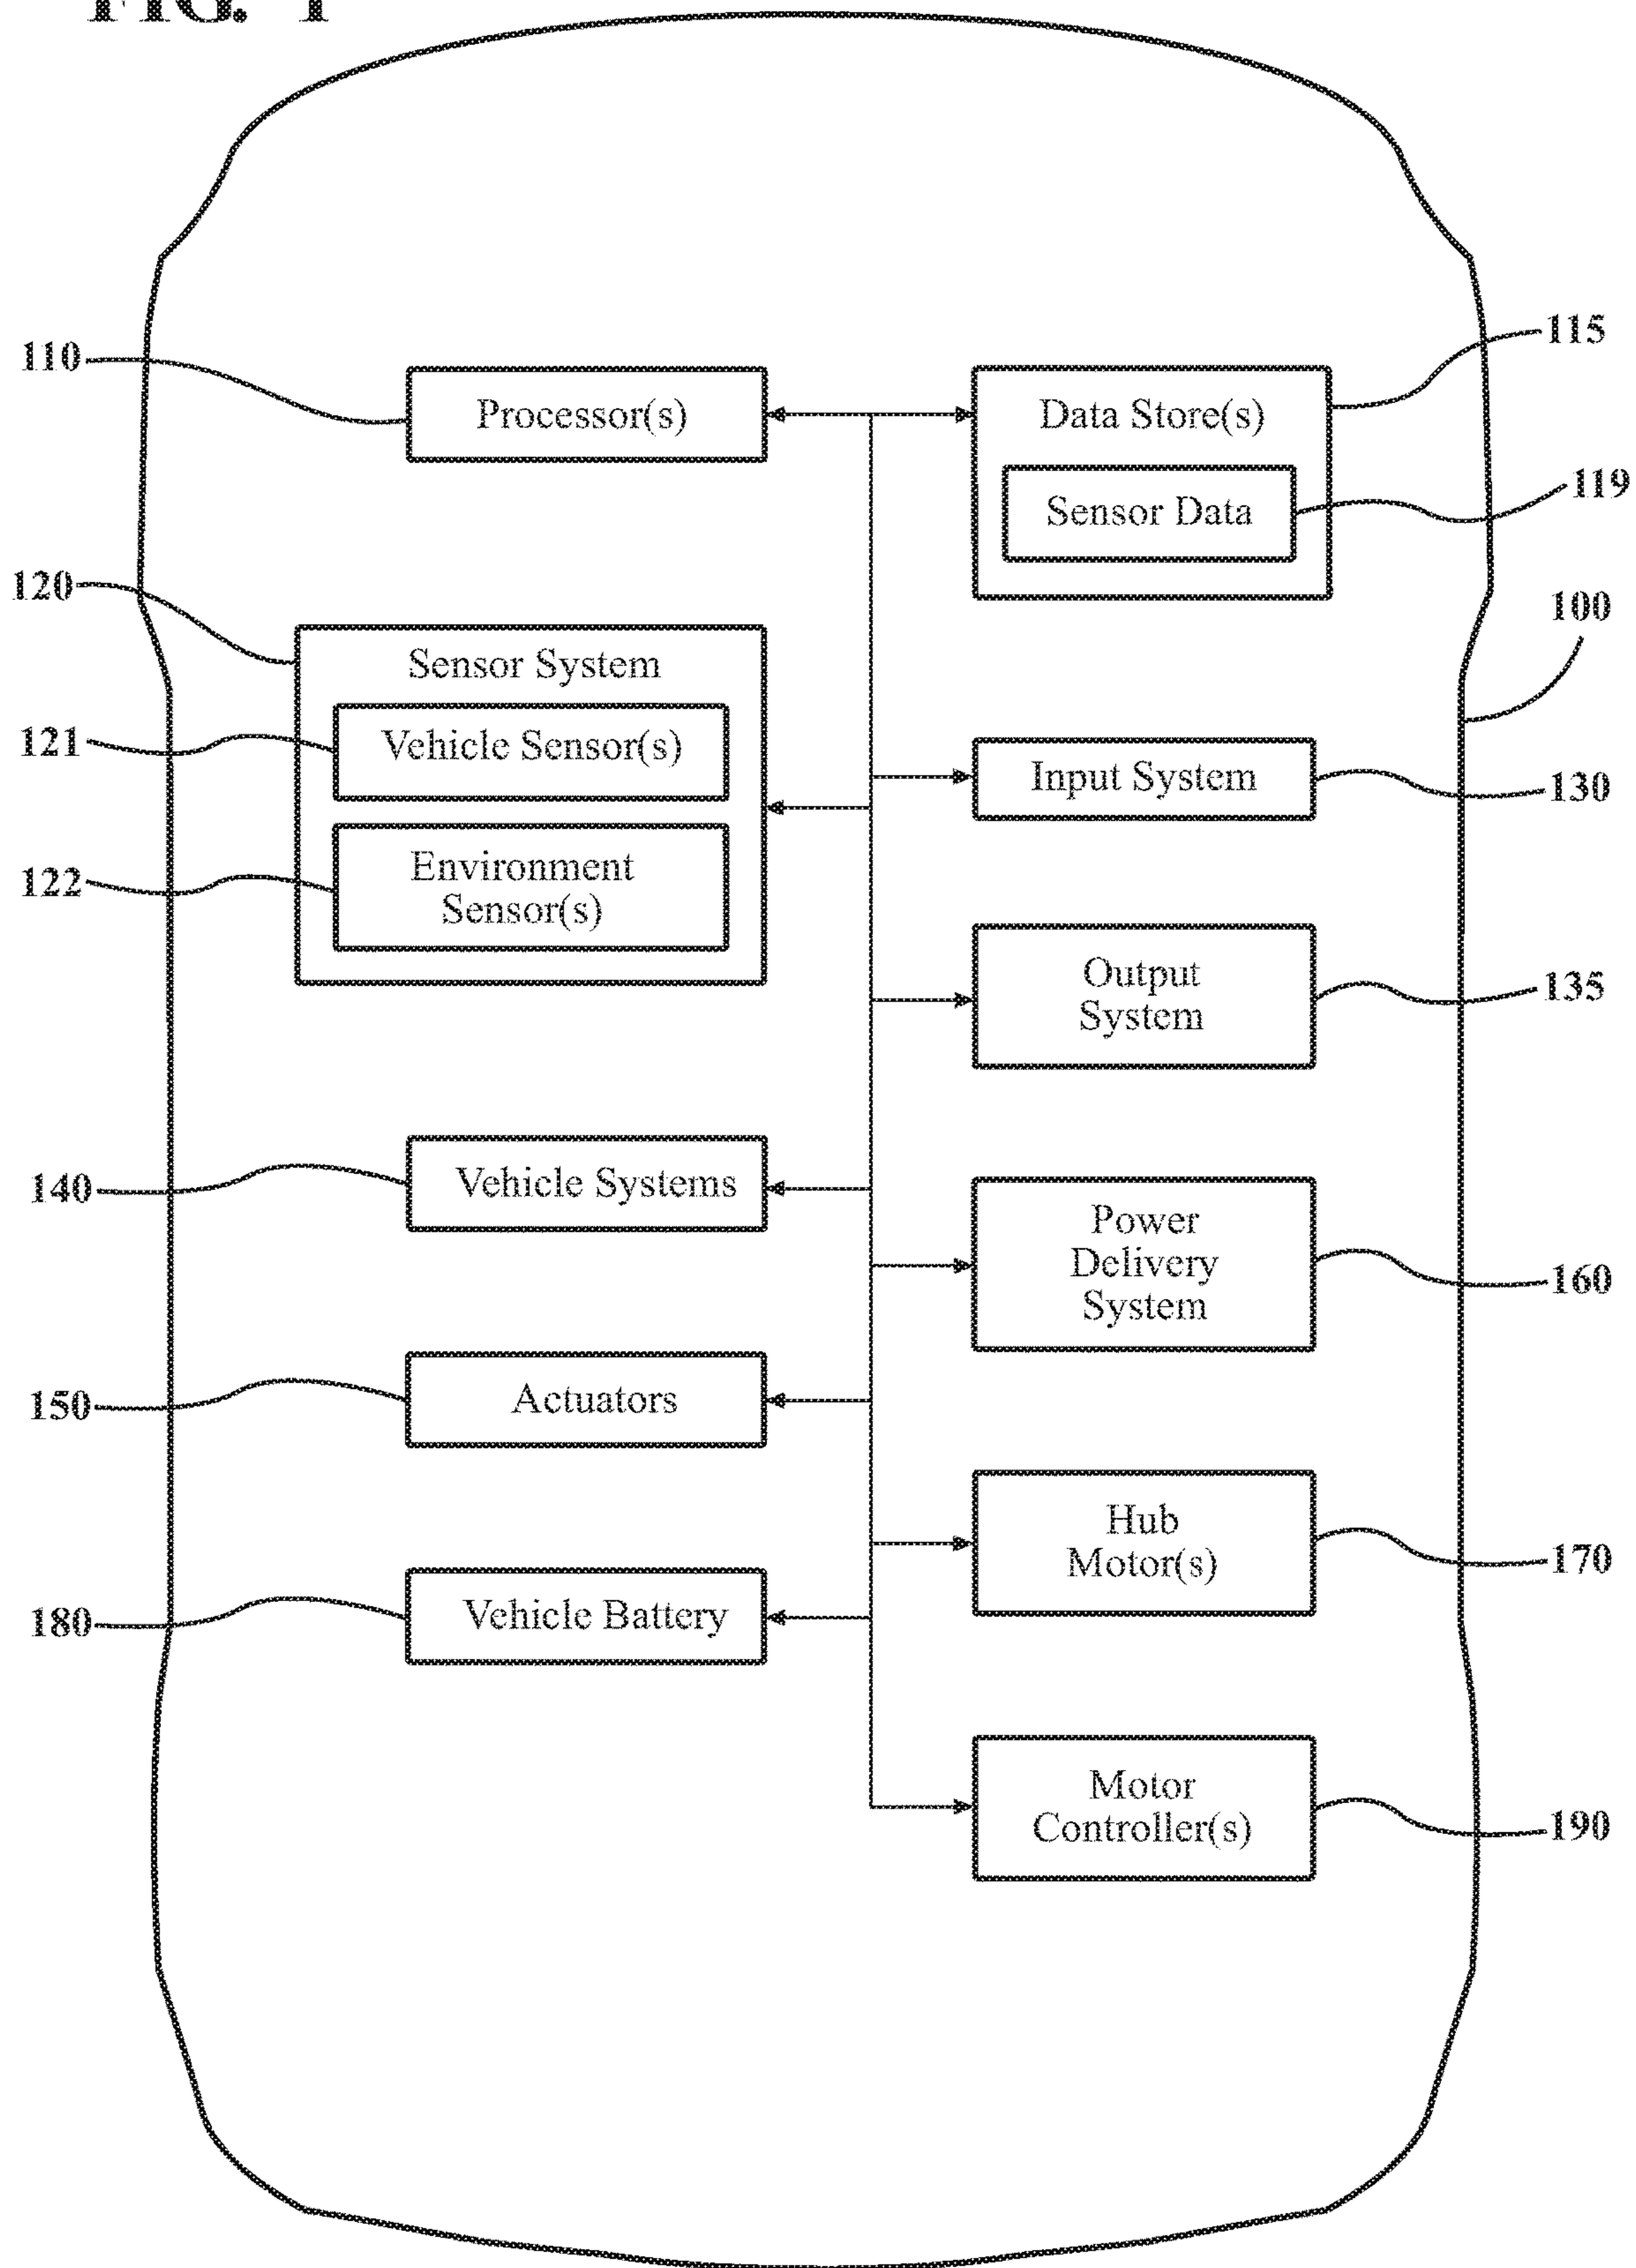 FIG. 1
110
Processor(s)
Data Store(s)
115
Sensor Data
119
120
Sensor System
100
121
Vehicle Sensor(s)
Input System
130
122
Environment
Sensor(s)
Output
System
135
140
Vehicle Systems
Power
Delivery
System
160
150
Actuators
Hub
Motor(s)
170
180
Vehicle Battery
Motor
Controller(s)
190